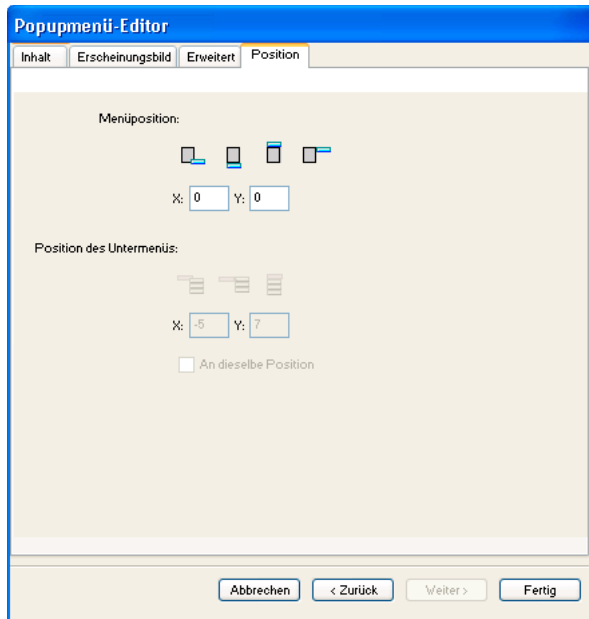 Popupmenü-Editor
Inhalt Erscheinungsbild Erweitert Position
Menüposition:
X: 0 Y: 0
Position des Untermenüs:
X: -5 Y: 7
An dieselbe Position
Abbrechen < Zurück Weiter > Fertig